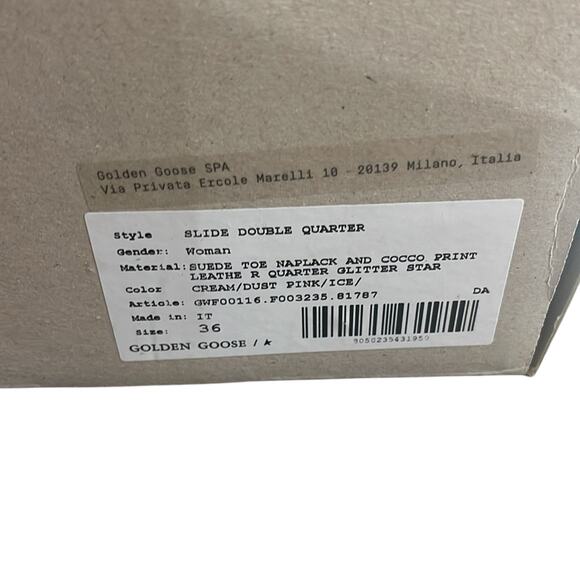 Golden Goose SPA
Via Privata Ercole Marelli 10 - 20139 Milano, Italia
Style SLIDE DOUBLE QUARTER
Gender: Woman
Material: SUEDE TOE NAPLACK AND COCCO PRINT
LEATHE R QUARTER GLITTER STAR
Color CREAM/DUST PINK/ICE/
Article: GWF00116.F003235.81787 DA
Made in: IT
Size: 36
GOLDEN GOOSE / ★
8050235431950